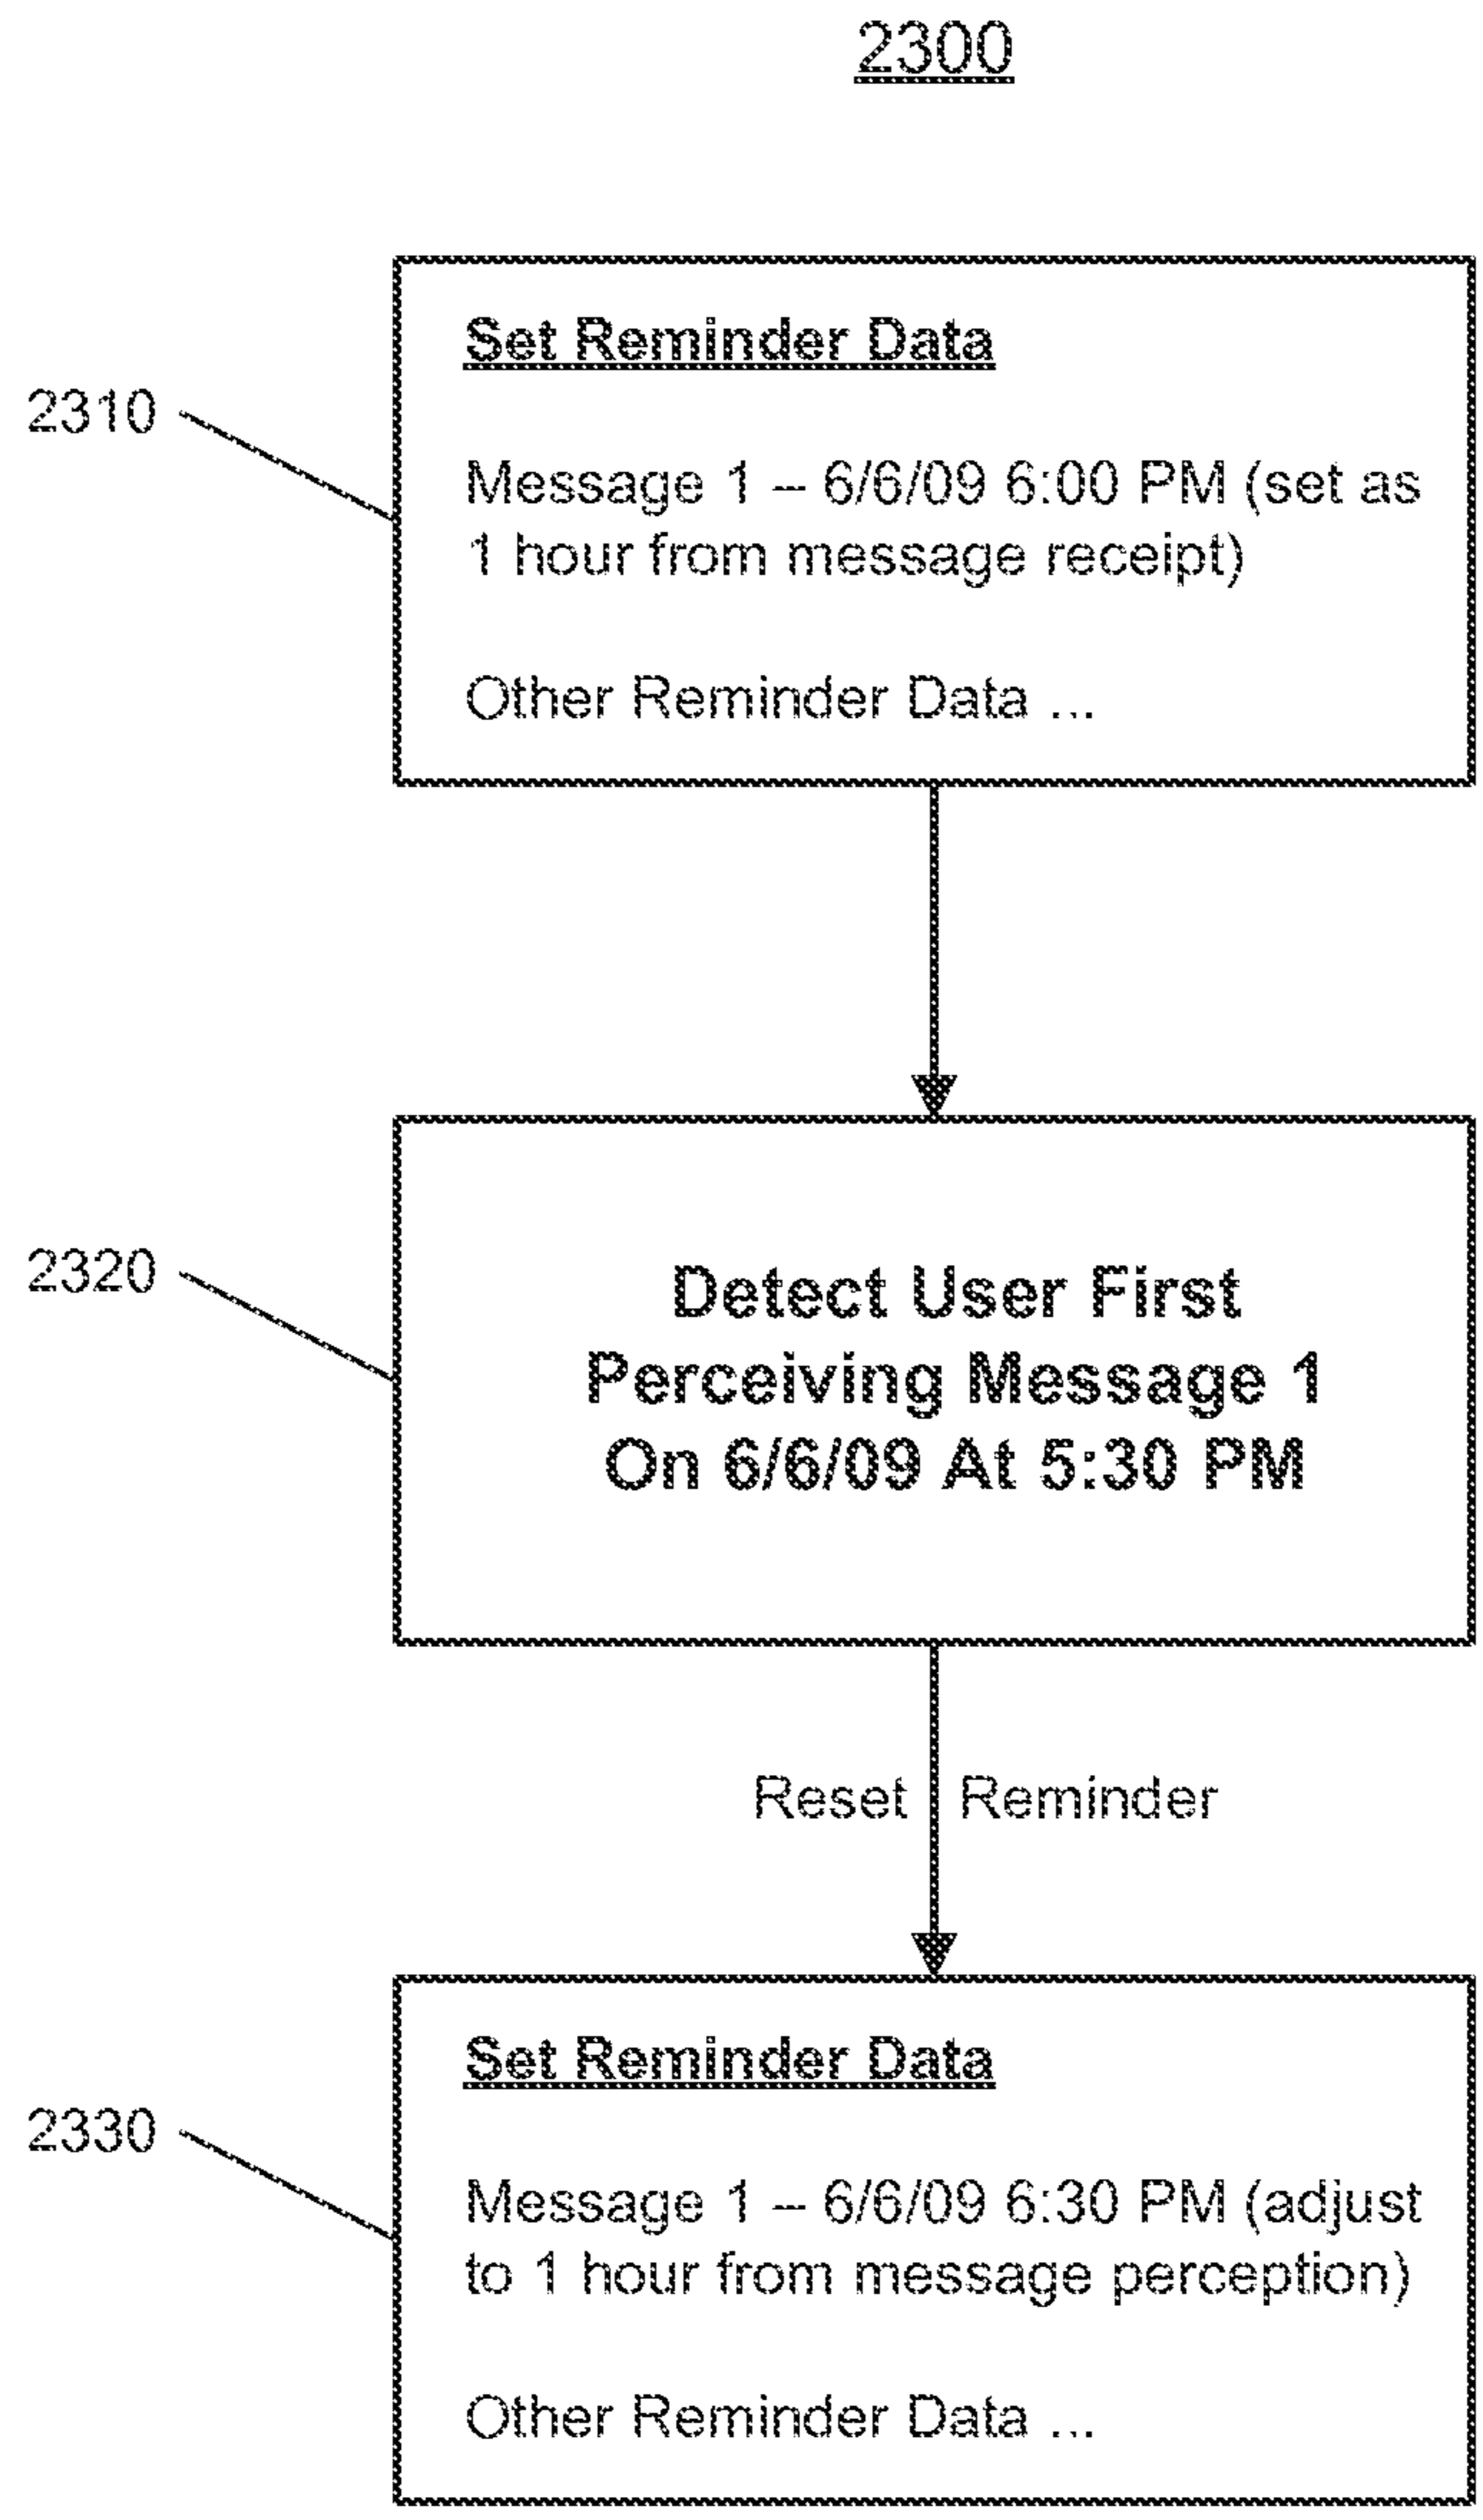 2300
Set Reminder Data
2310
Message 1 – 6/6/09 6:00 PM (set as
1 hour from message receipt)
Other Reminder Data ...
2320
Detect User First
Perceiving Message 1
On 6/6/09 At 5:30 PM
Reset Reminder
Set Reminder Data
2330
Message 1 – 6/6/09 6:30 PM (adjust
to 1 hour from message perception)
Other Reminder Data ...